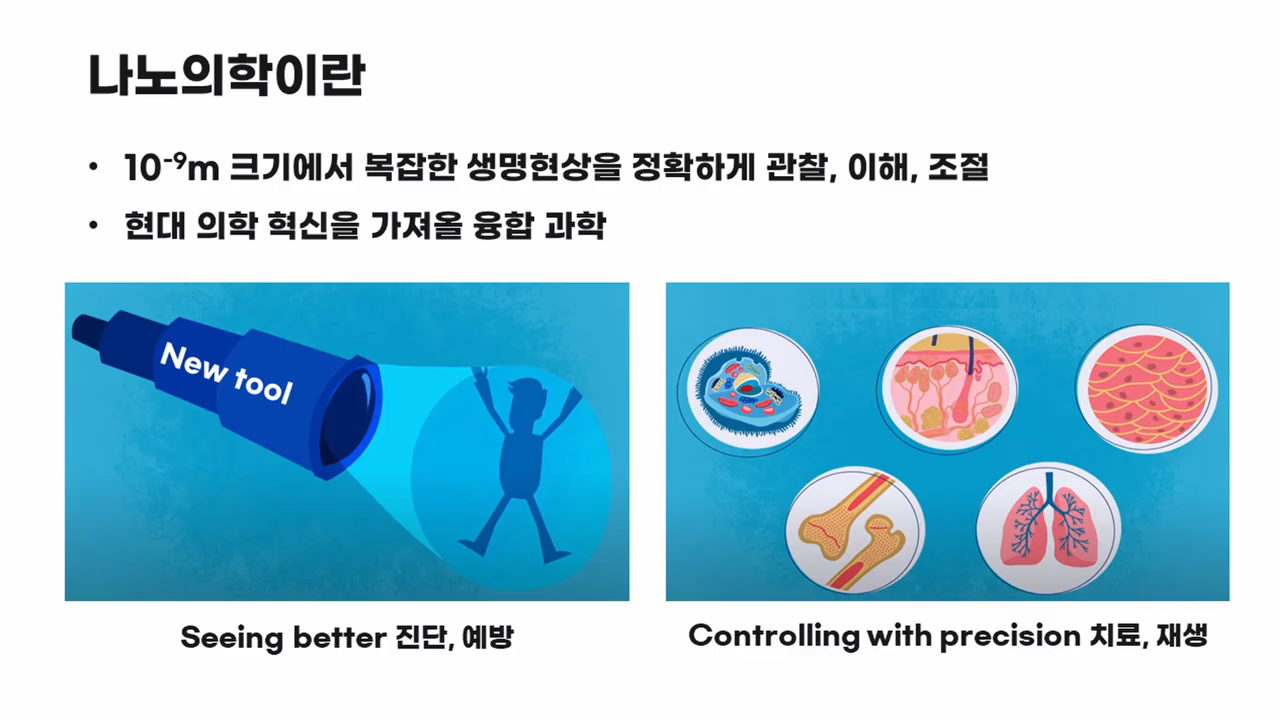 나노의학이란
• 10⁻⁹m 크기에서 복잡한 생명현상을 정확하게 관찰, 이해, 조절
• 현대 의학 혁신을 가져올 융합 과학
New tool
Seeing better 진단, 예방
Controlling with precision 치료, 재생